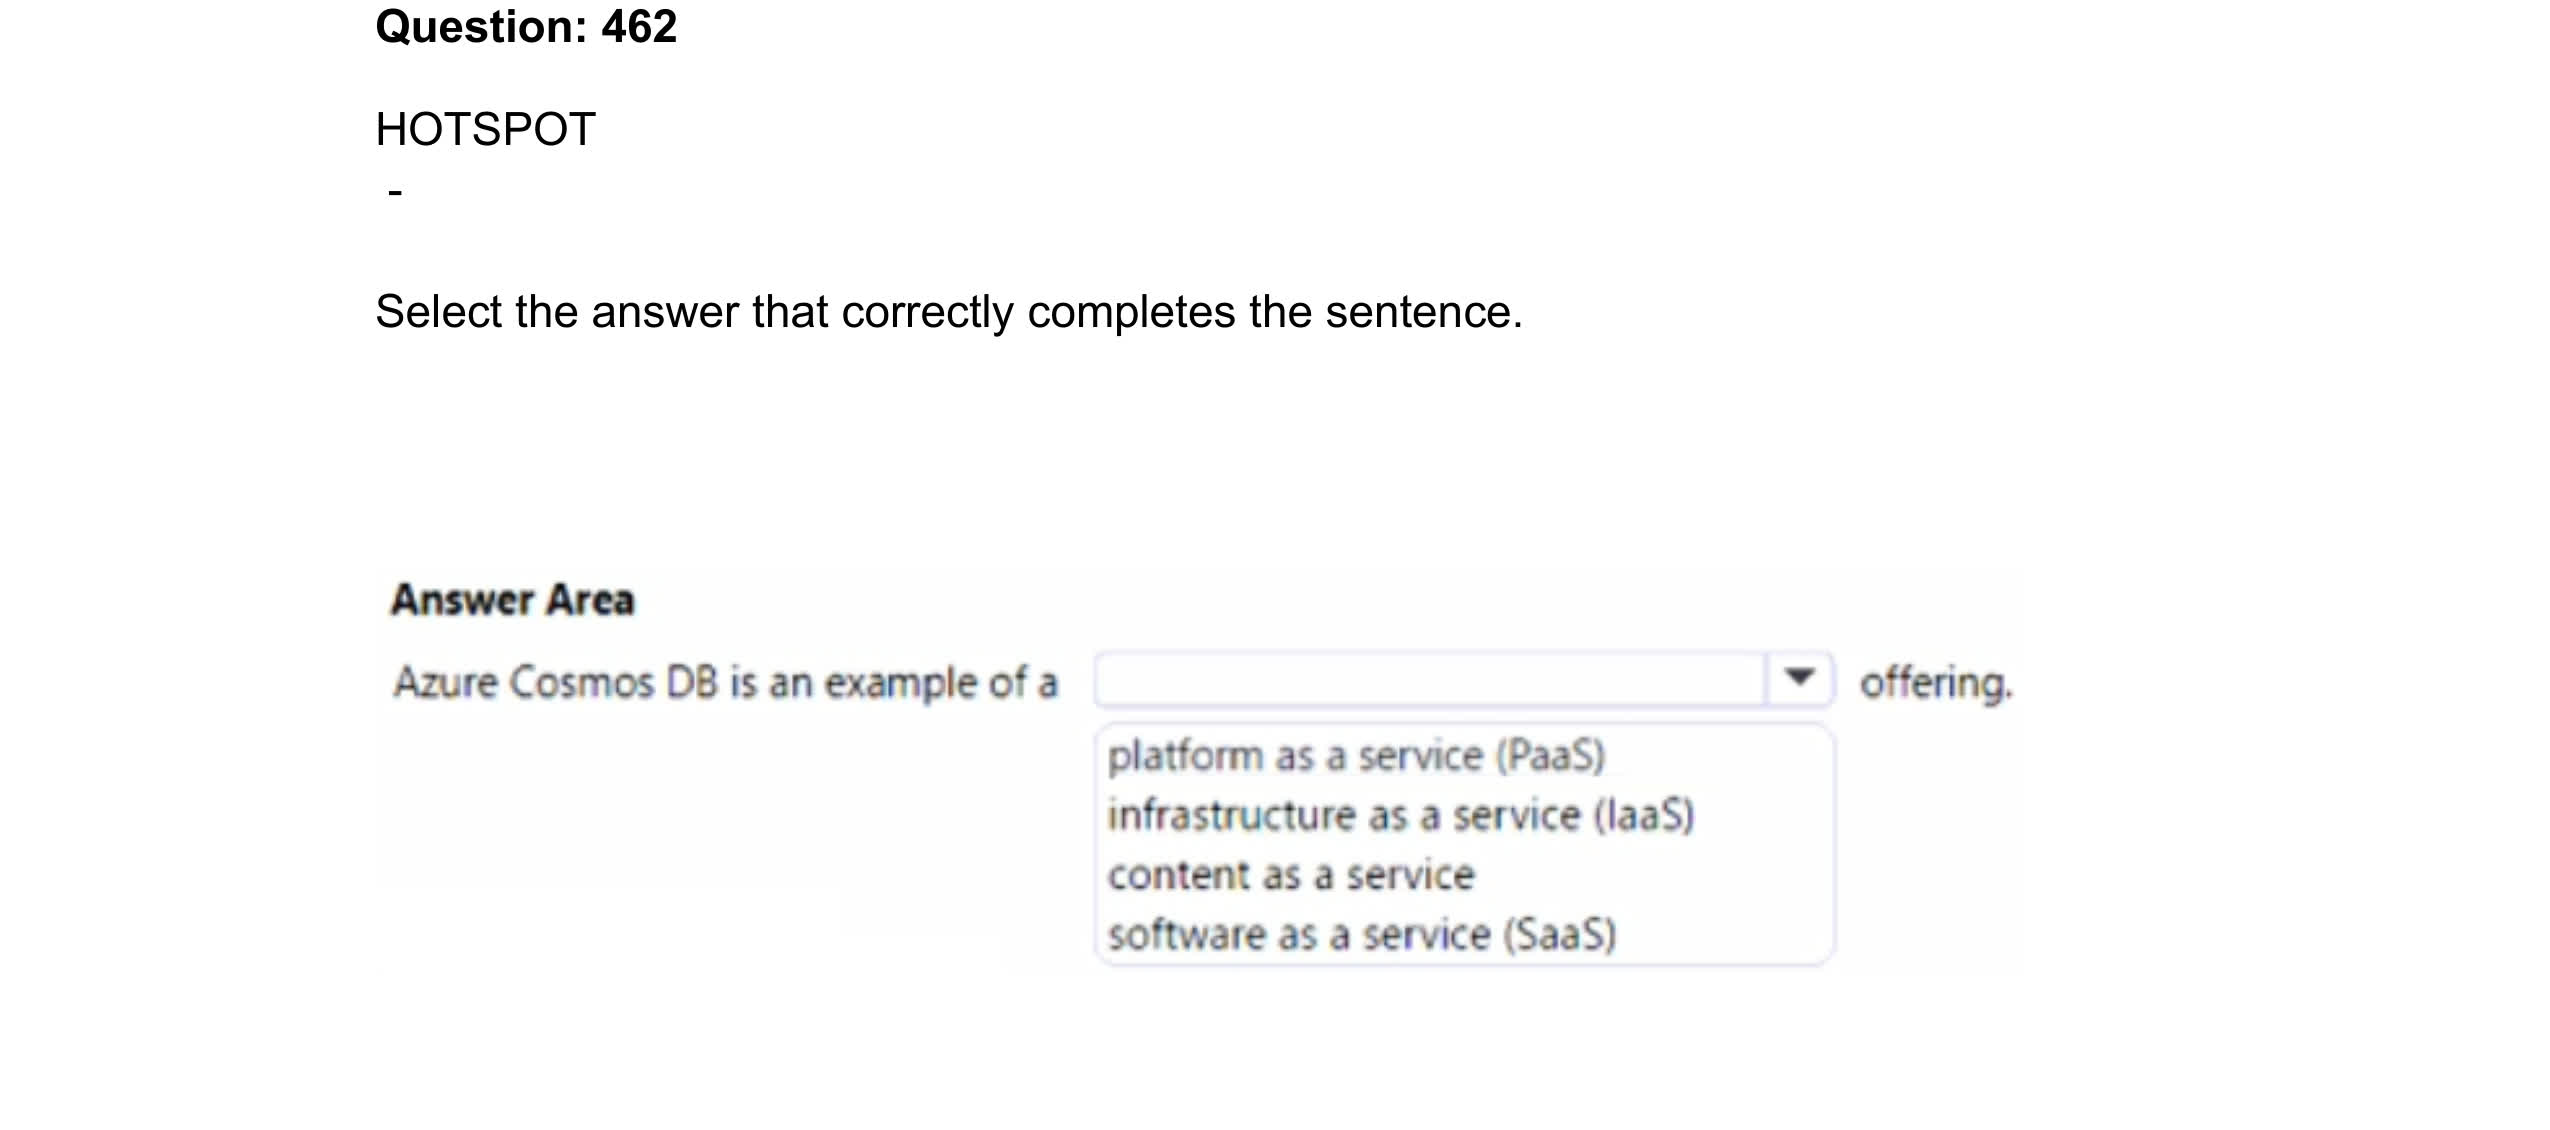 Question: 462
HOTSPOT
-
Select the answer that correctly completes the sentence.
Answer Area
Azure Cosmos DB is an example of a offering.
platform as a service (PaaS)
infrastructure as a service (IaaS)
content as a service
software as a service (SaaS)